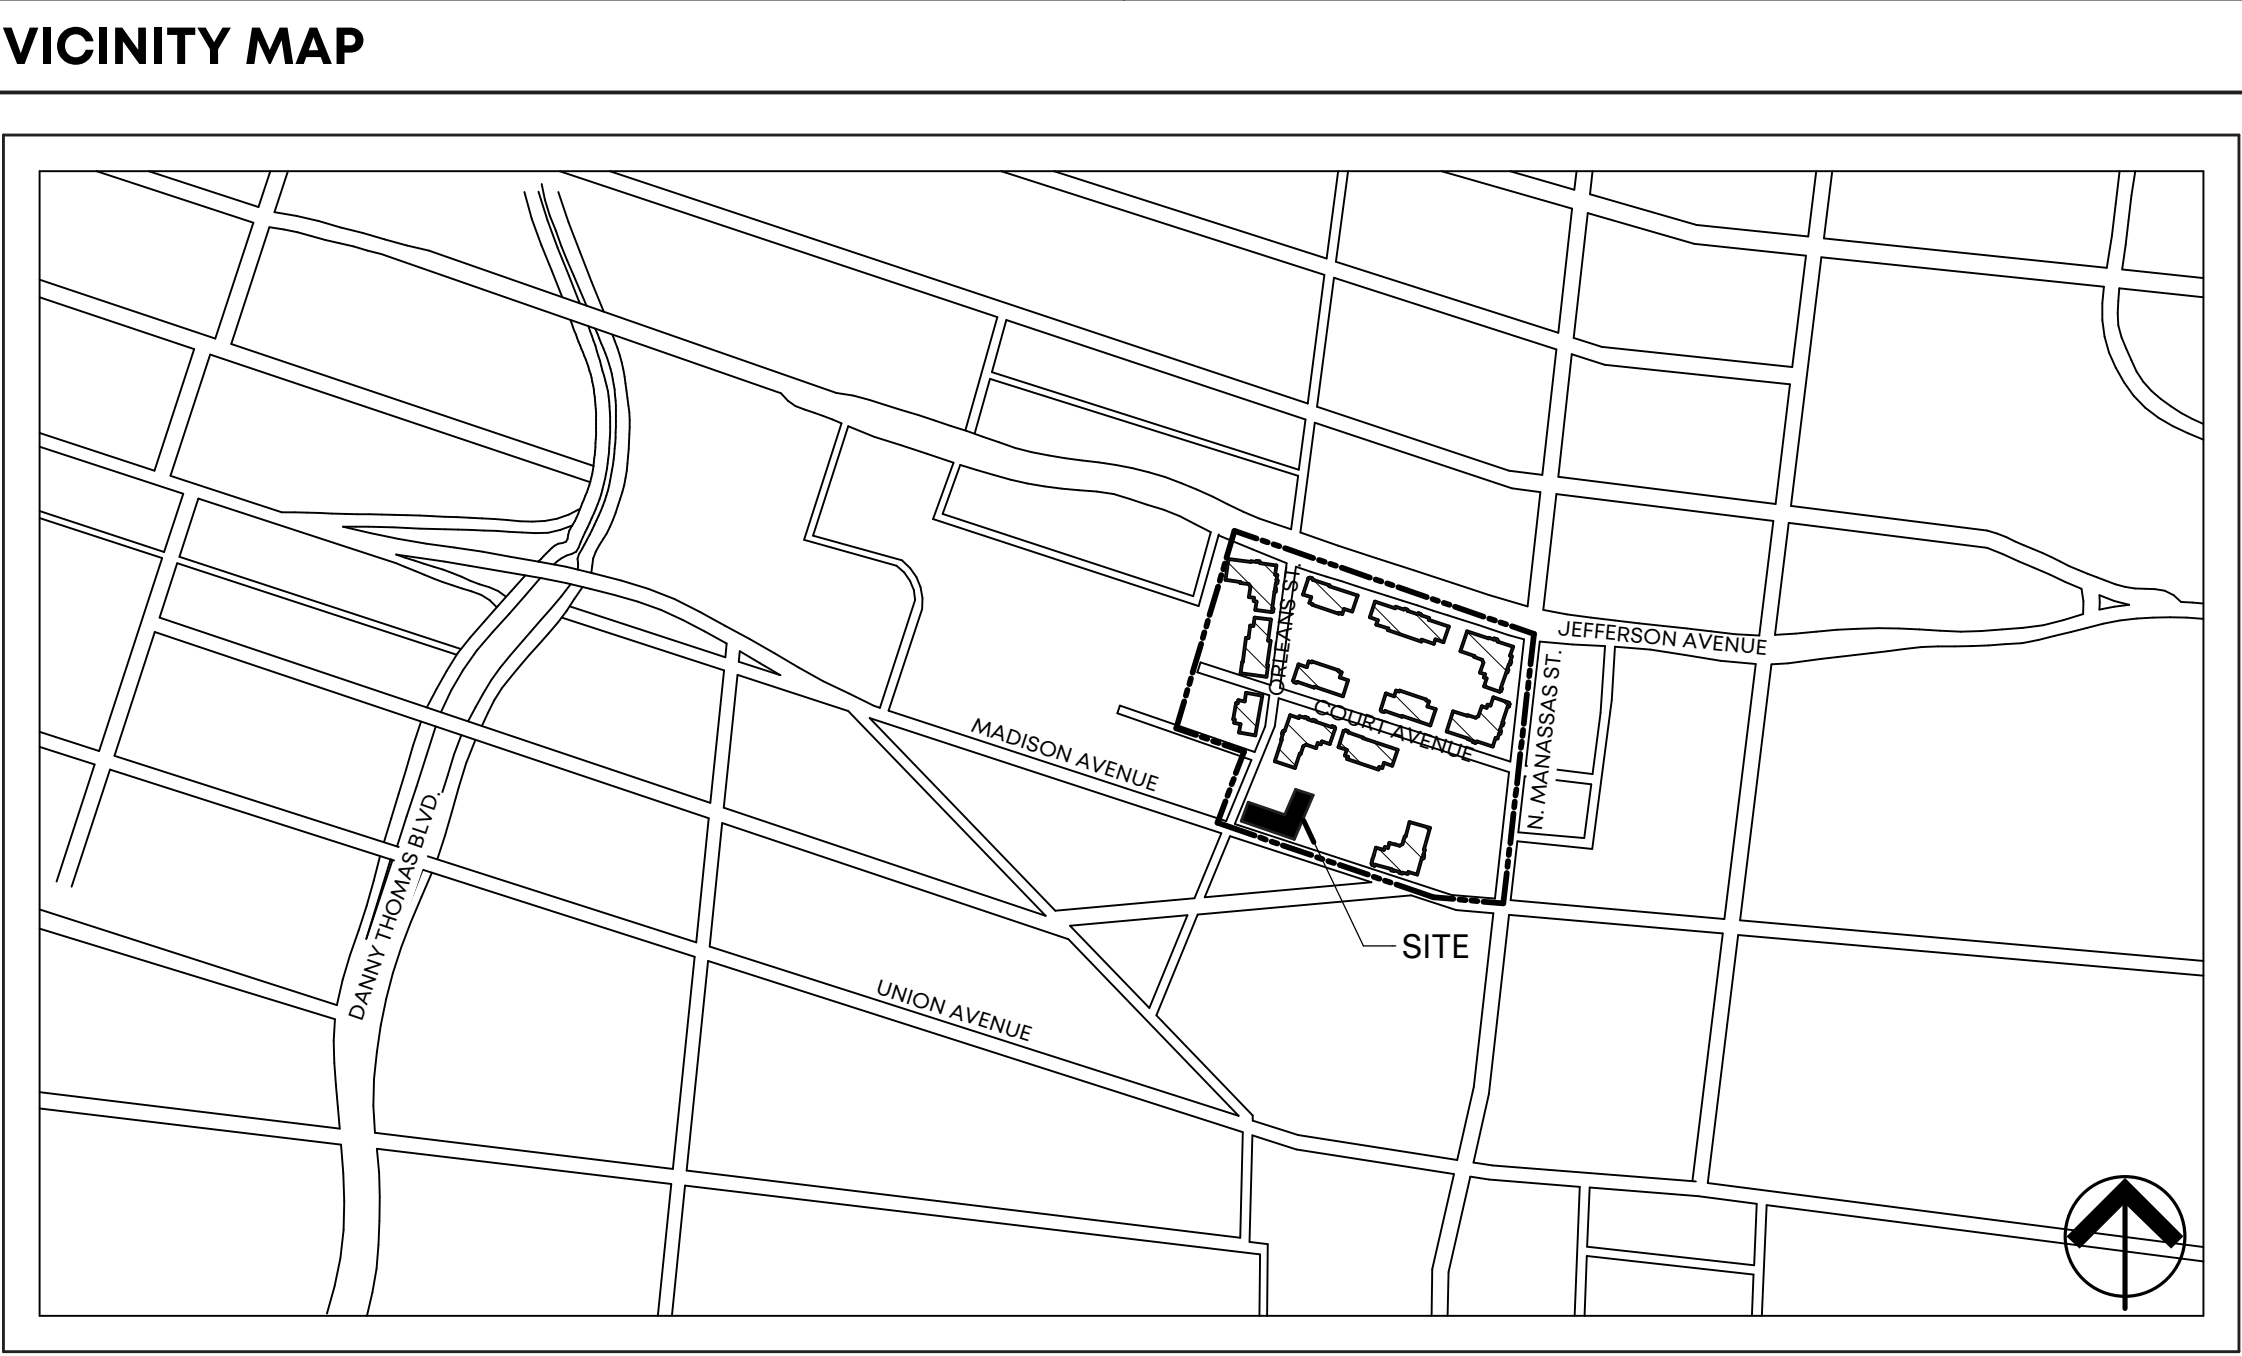 VICINITY MAP
ORLEANS ST.
JEFFERSON AVENUE
N. MANASSAS ST.
COURT AVENUE
MADISON AVENUE
DANNY THOMAS BLVD.
SITE
UNION AVENUE